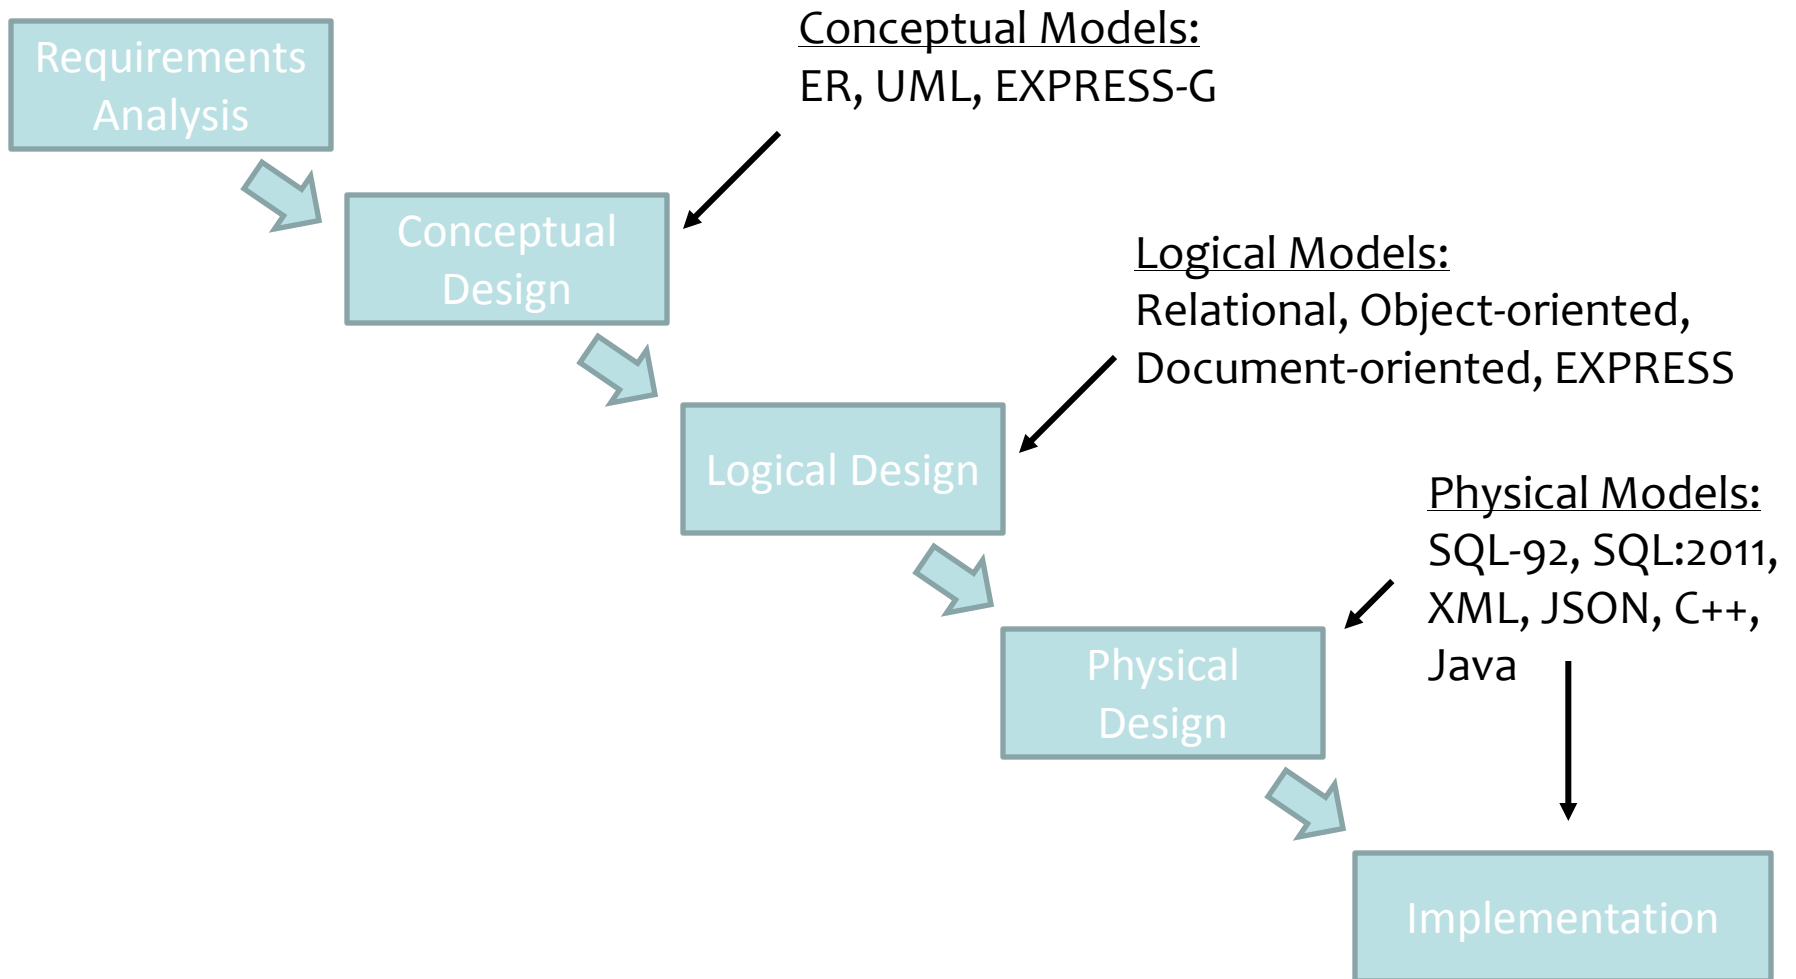 Requirements
Analysis
Conceptual Models:
ER, UML, EXPRESS-G
Conceptual
Design
Logical Models:
Relational, Object-oriented,
Document-oriented, EXPRESS
Logical Design
Physical Models:
SQL-92, SQL:2011,
XML, JSON, C++,
Java
Physical
Design
Implementation